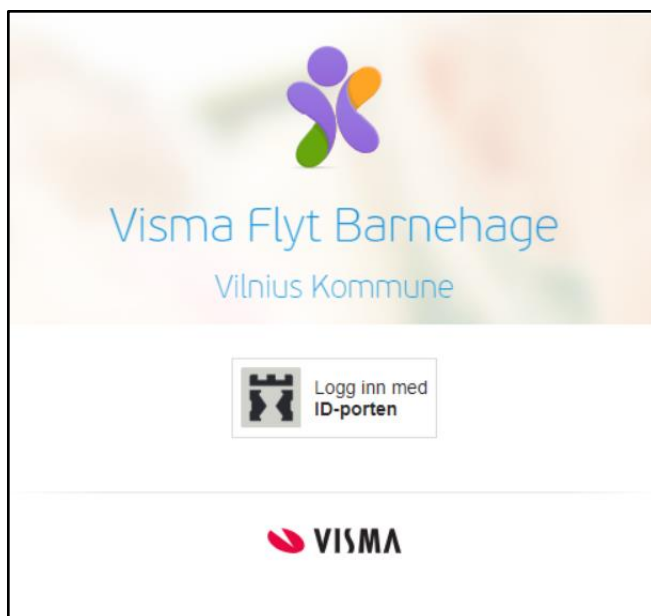 Visma Flyt Barnehage
Vilnius Kommune
Logg inn med
ID-porten
VISMA